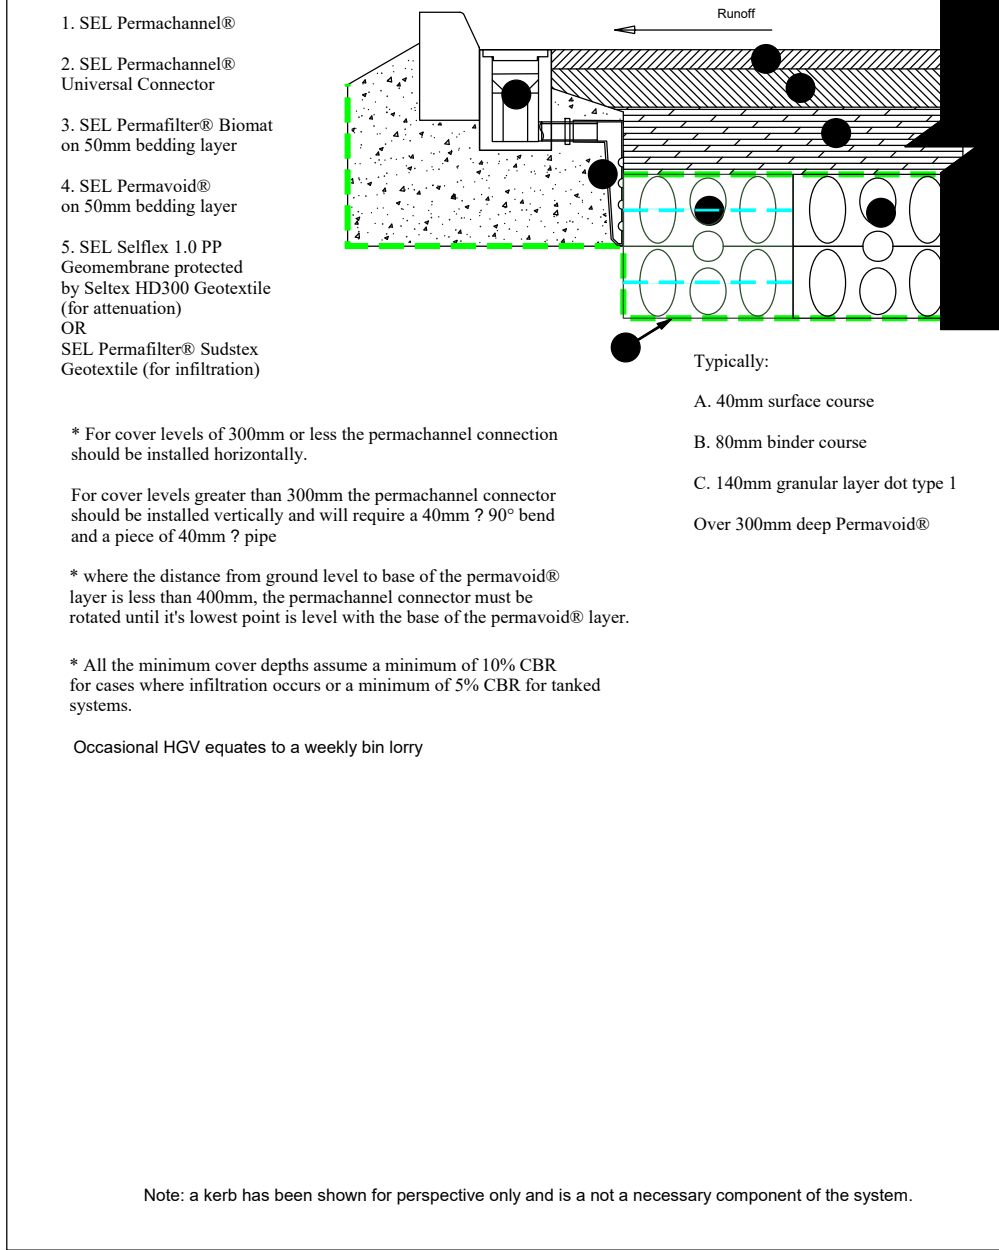 1. SEL Permachannel®
2. SEL Permachannel®
Universal Connector
3. SEL Permafilter® Biomat
on 50mm bedding layer
4. SEL Permavoid®
on 50mm bedding layer
5. SEL Selflex 1.0 PP
Geomembrane protected
by Seltex HD300 Geotextile
(for attenuation)
OR
SEL Permafilter® Sudstex
Geotextile (for infiltration)
Runoff
Typically:
A. 40mm surface course
B. 80mm binder course
C. 140mm granular layer dot type 1
Over 300mm deep Permavoid®
* For cover levels of 300mm or less the permachannel connection
should be installed horizontally.
For cover levels greater than 300mm the permachannel connector
should be installed vertically and will require a 40mm ? 90° bend
and a piece of 40mm ? pipe
* where the distance from ground level to base of the permavoid®
layer is less than 400mm, the permachannel connector must be
rotated until it's lowest point is level with the base of the permavoid® layer.
* All the minimum cover depths assume a minimum of 10% CBR
for cases where infiltration occurs or a minimum of 5% CBR for tanked
systems.
Occasional HGV equates to a weekly bin lorry
Note: a kerb has been shown for perspective only and is a not a necessary component of the system.